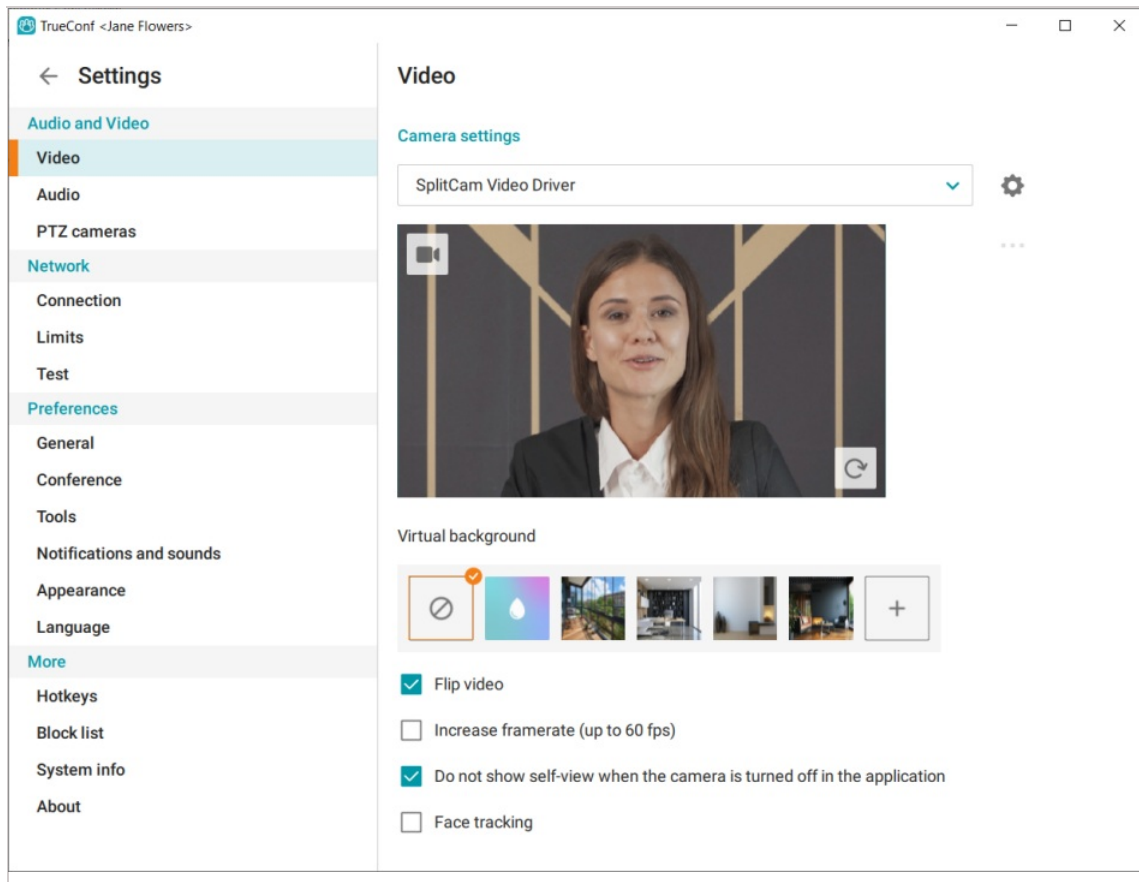 TrueConf <Jane Flowers>
Settings
Audio and Video
Video
Audio
PTZ cameras
Network
Connection
Limits
Test
Preferences
General
Conference
Tools
Notifications and sounds
Appearance
Language
More
Hotkeys
Block list
System info
About
Video
Camera settings
SplitCam Video Driver
Virtual background
Flip video
Increase framerate (up to 60 fps)
Do not show self-view when the camera is turned off in the application
Face tracking